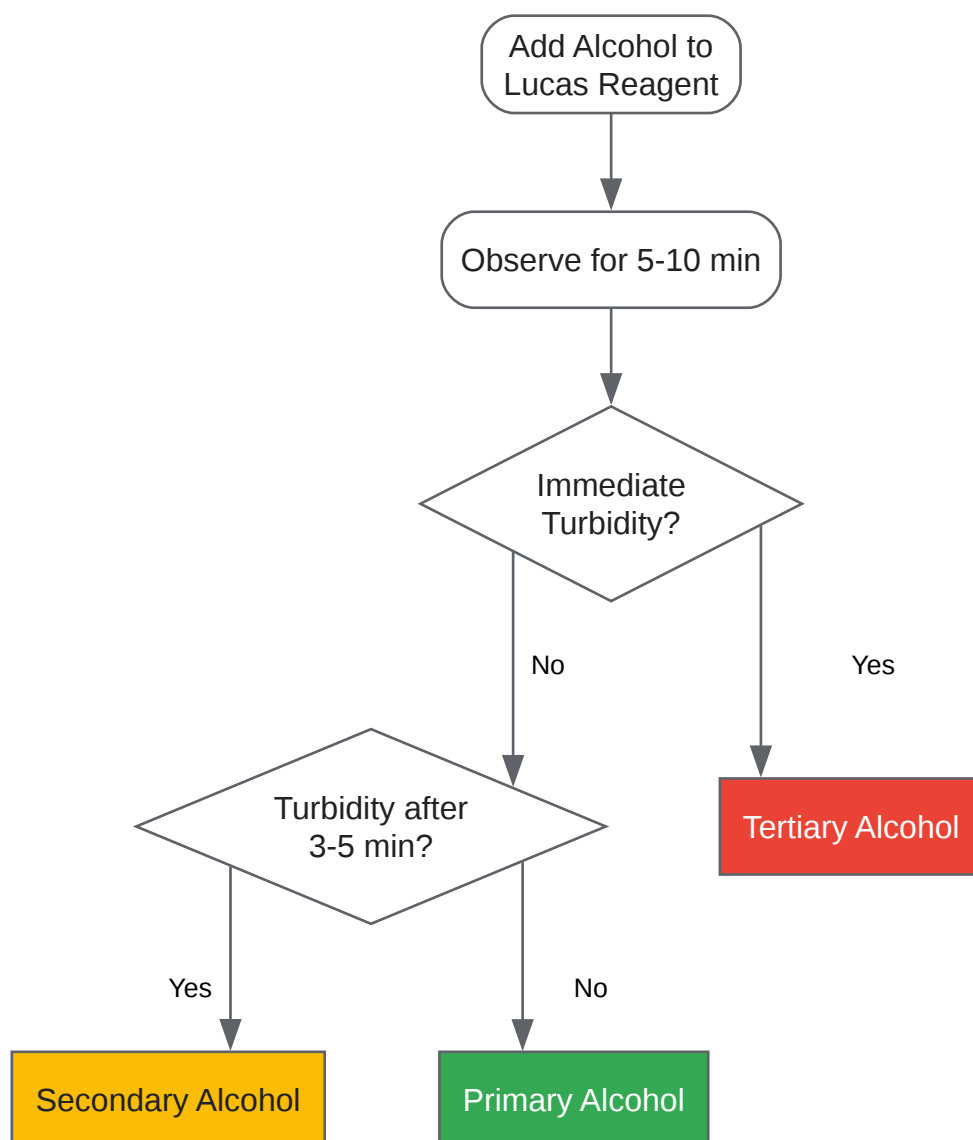 Add Alcohol to
Lucas Reagent
Observe for 5-10 min
Immediate
Turbidity?
No
Yes
Turbidity after
3-5 min?
Tertiary Alcohol
Yes
No
Secondary Alcohol
Primary Alcohol